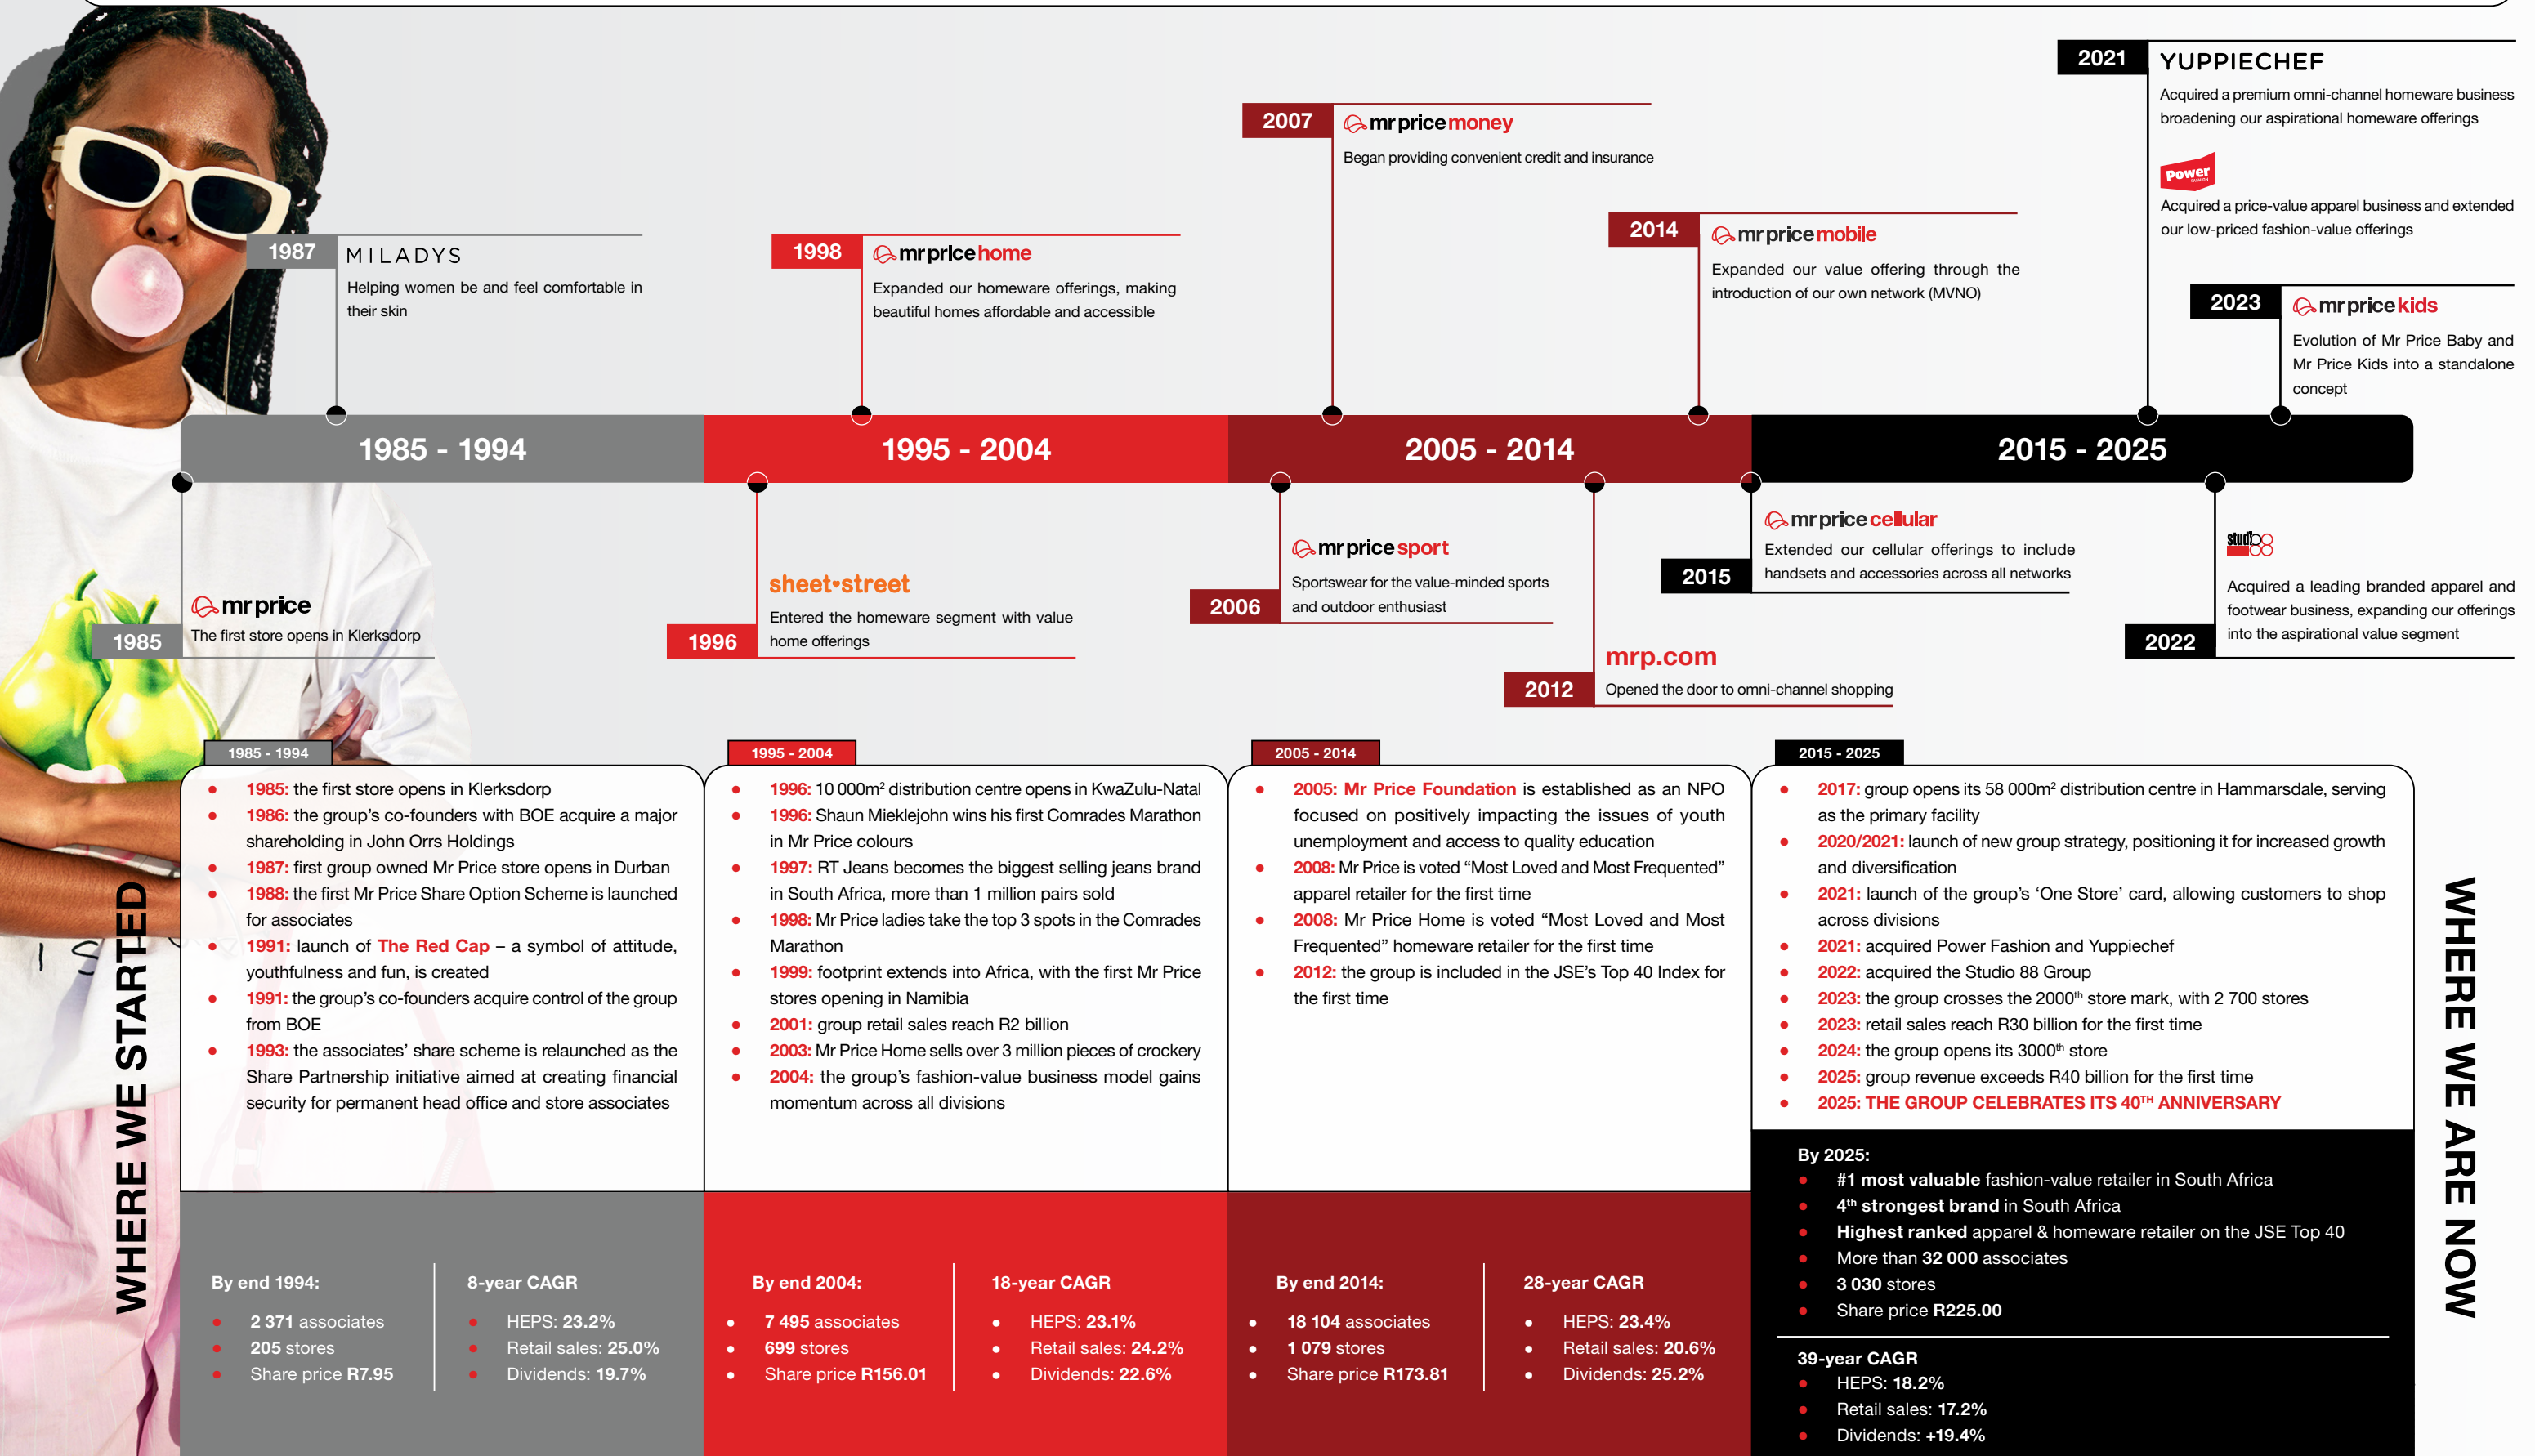 2021
YUPPIECHEF
Acquired a premium omni-channel homeware business
broadening our aspirational homeware offerings
Power
FASHION
Acquired a price-value apparel business and extended
our low-priced fashion-value offerings
2007
mr price money
Began providing convenient credit and insurance
2014
mr price mobile
Expanded our value offering through the
introduction of our own network (MVNO)
1987
MILADYS
Helping women be and feel comfortable in
their skin
1998
mr price home
Expanded our homeware offerings, making
beautiful homes affordable and accessible
2023
mr price kids
Evolution of Mr Price Baby and
Mr Price Kids into a standalone
concept
1985 - 1994
1995 - 2004
2005 - 2014
2015 - 2025
1985
mr price
The first store opens in Klerksdorp
1996
sheet street
Entered the homeware segment with value
home offerings
2006
mr price sport
Sportswear for the value-minded sports
and outdoor enthusiast
2012
mrp.com
Opened the door to omni-channel shopping
2015
mr price cellular
Extended our cellular offerings to include
handsets and accessories across all networks
2022
studio 88
Acquired a leading branded apparel and
footwear business, expanding our offerings
into the aspirational value segment
WHERE WE STARTED
1985 - 1994
• 1985: the first store opens in Klerksdorp
• 1986: the group's co-founders with BOE acquire a major
shareholding in John Orrs Holdings
• 1987: first group owned Mr Price store opens in Durban
• 1988: the first Mr Price Share Option Scheme is launched
for associates
• 1991: launch of The Red Cap – a symbol of attitude,
youthfulness and fun, is created
• 1991: the group's co-founders acquire control of the group
from BOE
• 1993: the associates' share scheme is relaunched as the
Share Partnership initiative aimed at creating financial
security for permanent head office and store associates
By end 1994:
• 2 371 associates
• 205 stores
• Share price R7.95
8-year CAGR
• HEPS: 23.2%
• Retail sales: 25.0%
• Dividends: 19.7%
1995 - 2004
• 1996: 10 000m² distribution centre opens in KwaZulu-Natal
• 1996: Shaun Mieklejohn wins his first Comrades Marathon
in Mr Price colours
• 1997: RT Jeans becomes the biggest selling jeans brand
in South Africa, more than 1 million pairs sold
• 1998: Mr Price ladies take the top 3 spots in the Comrades
Marathon
• 1999: footprint extends into Africa, with the first Mr Price
stores opening in Namibia
• 2001: group retail sales reach R2 billion
• 2003: Mr Price Home sells over 3 million pieces of crockery
• 2004: the group's fashion-value business model gains
momentum across all divisions
By end 2004:
• 7 495 associates
• 699 stores
• Share price R156.01
18-year CAGR
• HEPS: 23.1%
• Retail sales: 24.2%
• Dividends: 22.6%
2005 - 2014
• 2005: Mr Price Foundation is established as an NPO
focused on positively impacting the issues of youth
unemployment and access to quality education
• 2008: Mr Price is voted “Most Loved and Most Frequented”
apparel retailer for the first time
• 2008: Mr Price Home is voted “Most Loved and Most
Frequented” homeware retailer for the first time
• 2012: the group is included in the JSE's Top 40 Index for
the first time
By end 2014:
• 18 104 associates
• 1 079 stores
• Share price R173.81
28-year CAGR
• HEPS: 23.4%
• Retail sales: 20.6%
• Dividends: 25.2%
2015 - 2025
• 2017: group opens its 58 000m² distribution centre in Hammarsdale, serving
as the primary facility
• 2020/2021: launch of new group strategy, positioning it for increased growth
and diversification
• 2021: launch of the group's ‘One Store’ card, allowing customers to shop
across divisions
• 2021: acquired Power Fashion and Yuppiechef
• 2022: acquired the Studio 88 Group
• 2023: the group crosses the 2000th store mark, with 2 700 stores
• 2023: retail sales reach R30 billion for the first time
• 2024: the group opens its 3000th store
• 2025: group revenue exceeds R40 billion for the first time
• 2025: THE GROUP CELEBRATES ITS 40TH ANNIVERSARY
By 2025:
• #1 most valuable fashion-value retailer in South Africa
• 4th strongest brand in South Africa
• Highest ranked apparel & homeware retailer on the JSE Top 40
• More than 32 000 associates
• 3 030 stores
• Share price R225.00
39-year CAGR
• HEPS: 18.2%
• Retail sales: 17.2%
• Dividends: +19.4%
WHERE WE ARE NOW